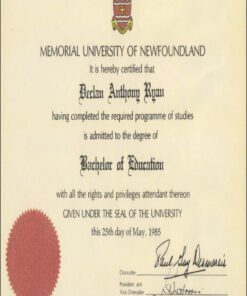 MEMORIAL UNIVERSITY OF NEWFOUNDLAND
It is hereby certified that
Declan Anthony Ryan
having completed the required programme of studies
is admitted to the degree of
Bachelor of Education
with all the rights and privileges attendant thereon
GIVEN UNDER THE SEAL OF THE UNIVERSITY
this 25th day of May, 1985
Chancellor
President and
Vice Chancellor